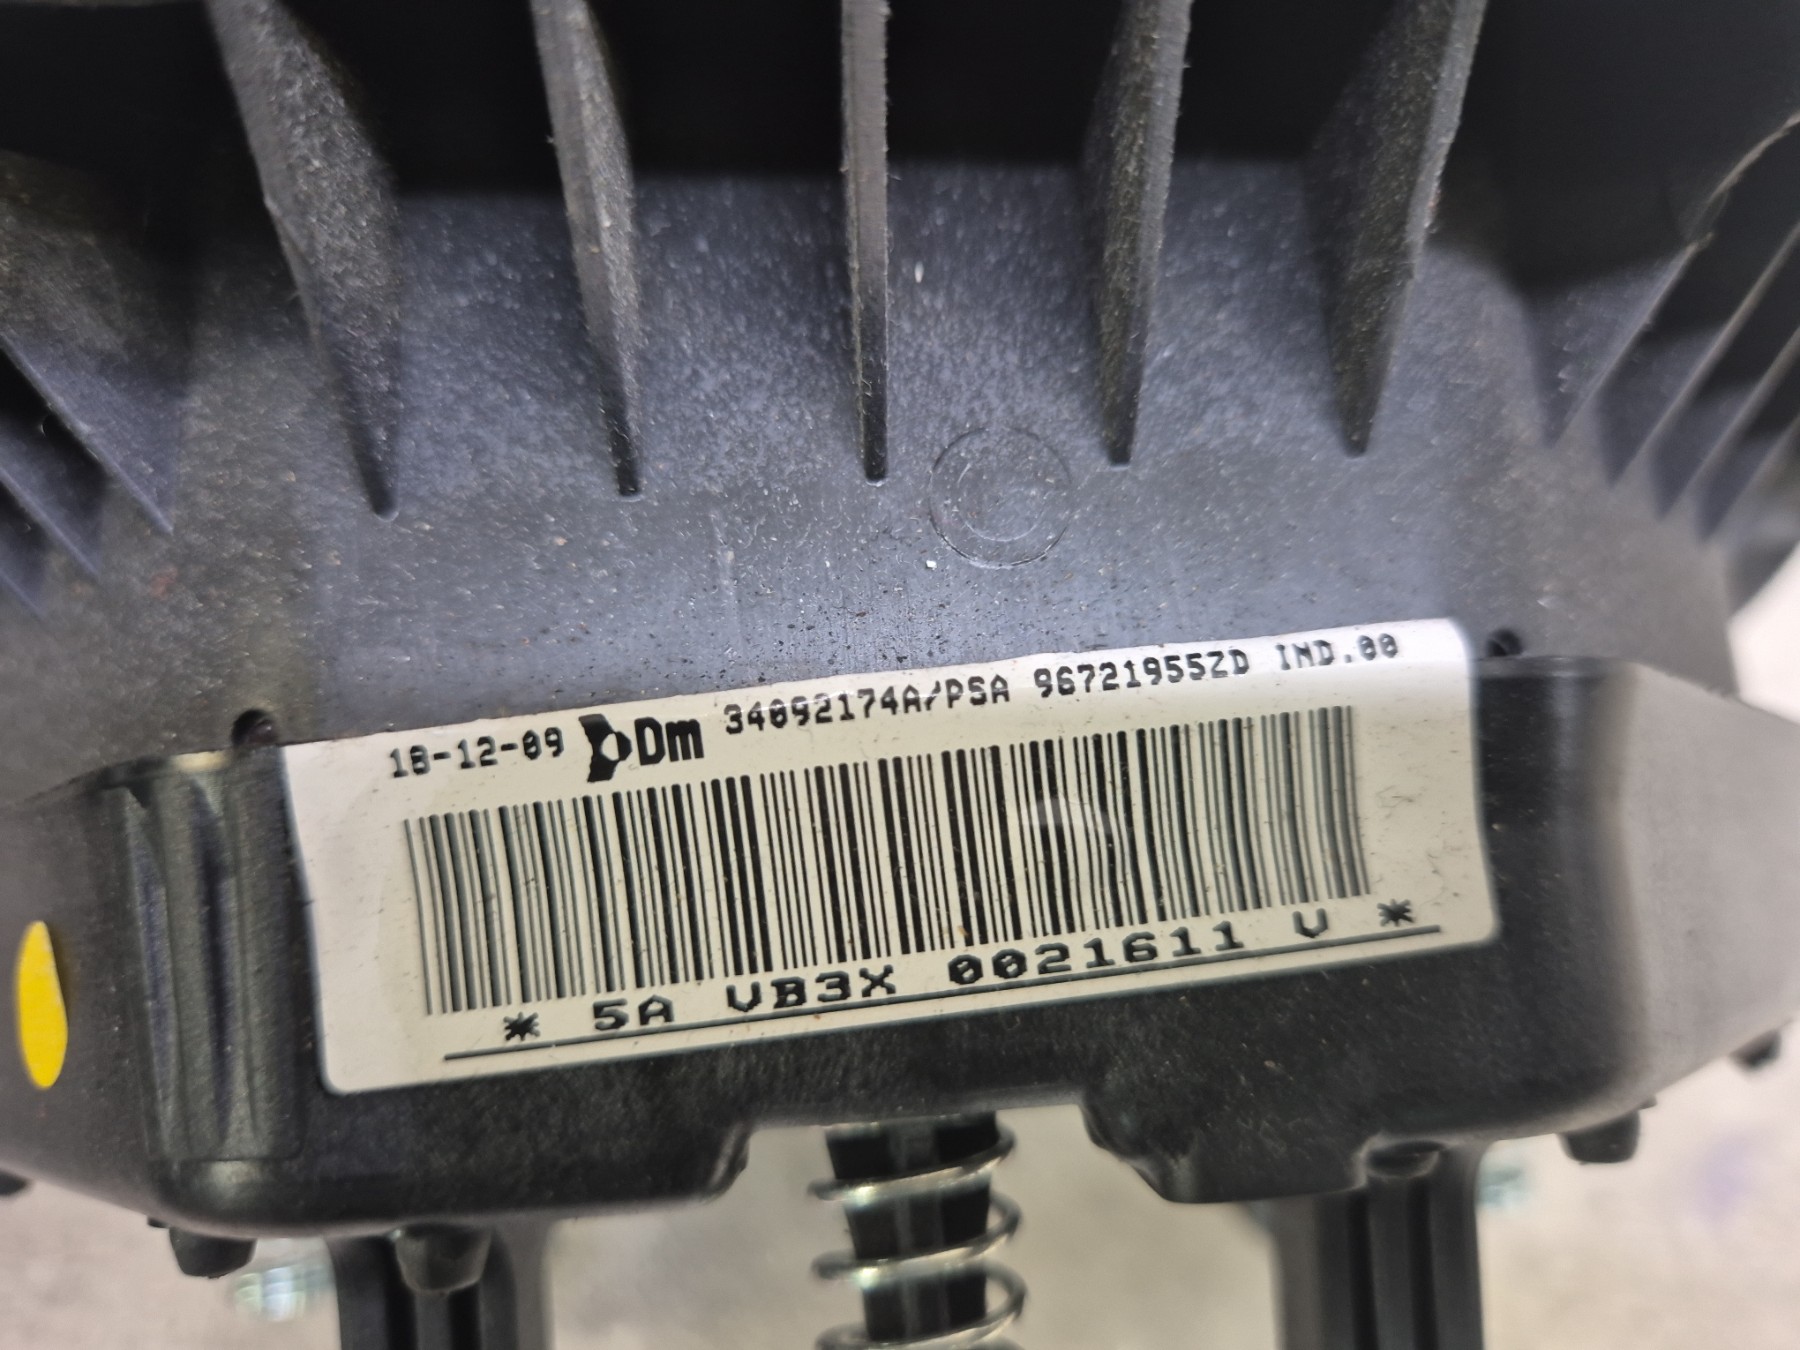 18-12-09 Dm 34092174A/PSA 96721955ZD IND.00
* 5A VB3X 0021611 V *